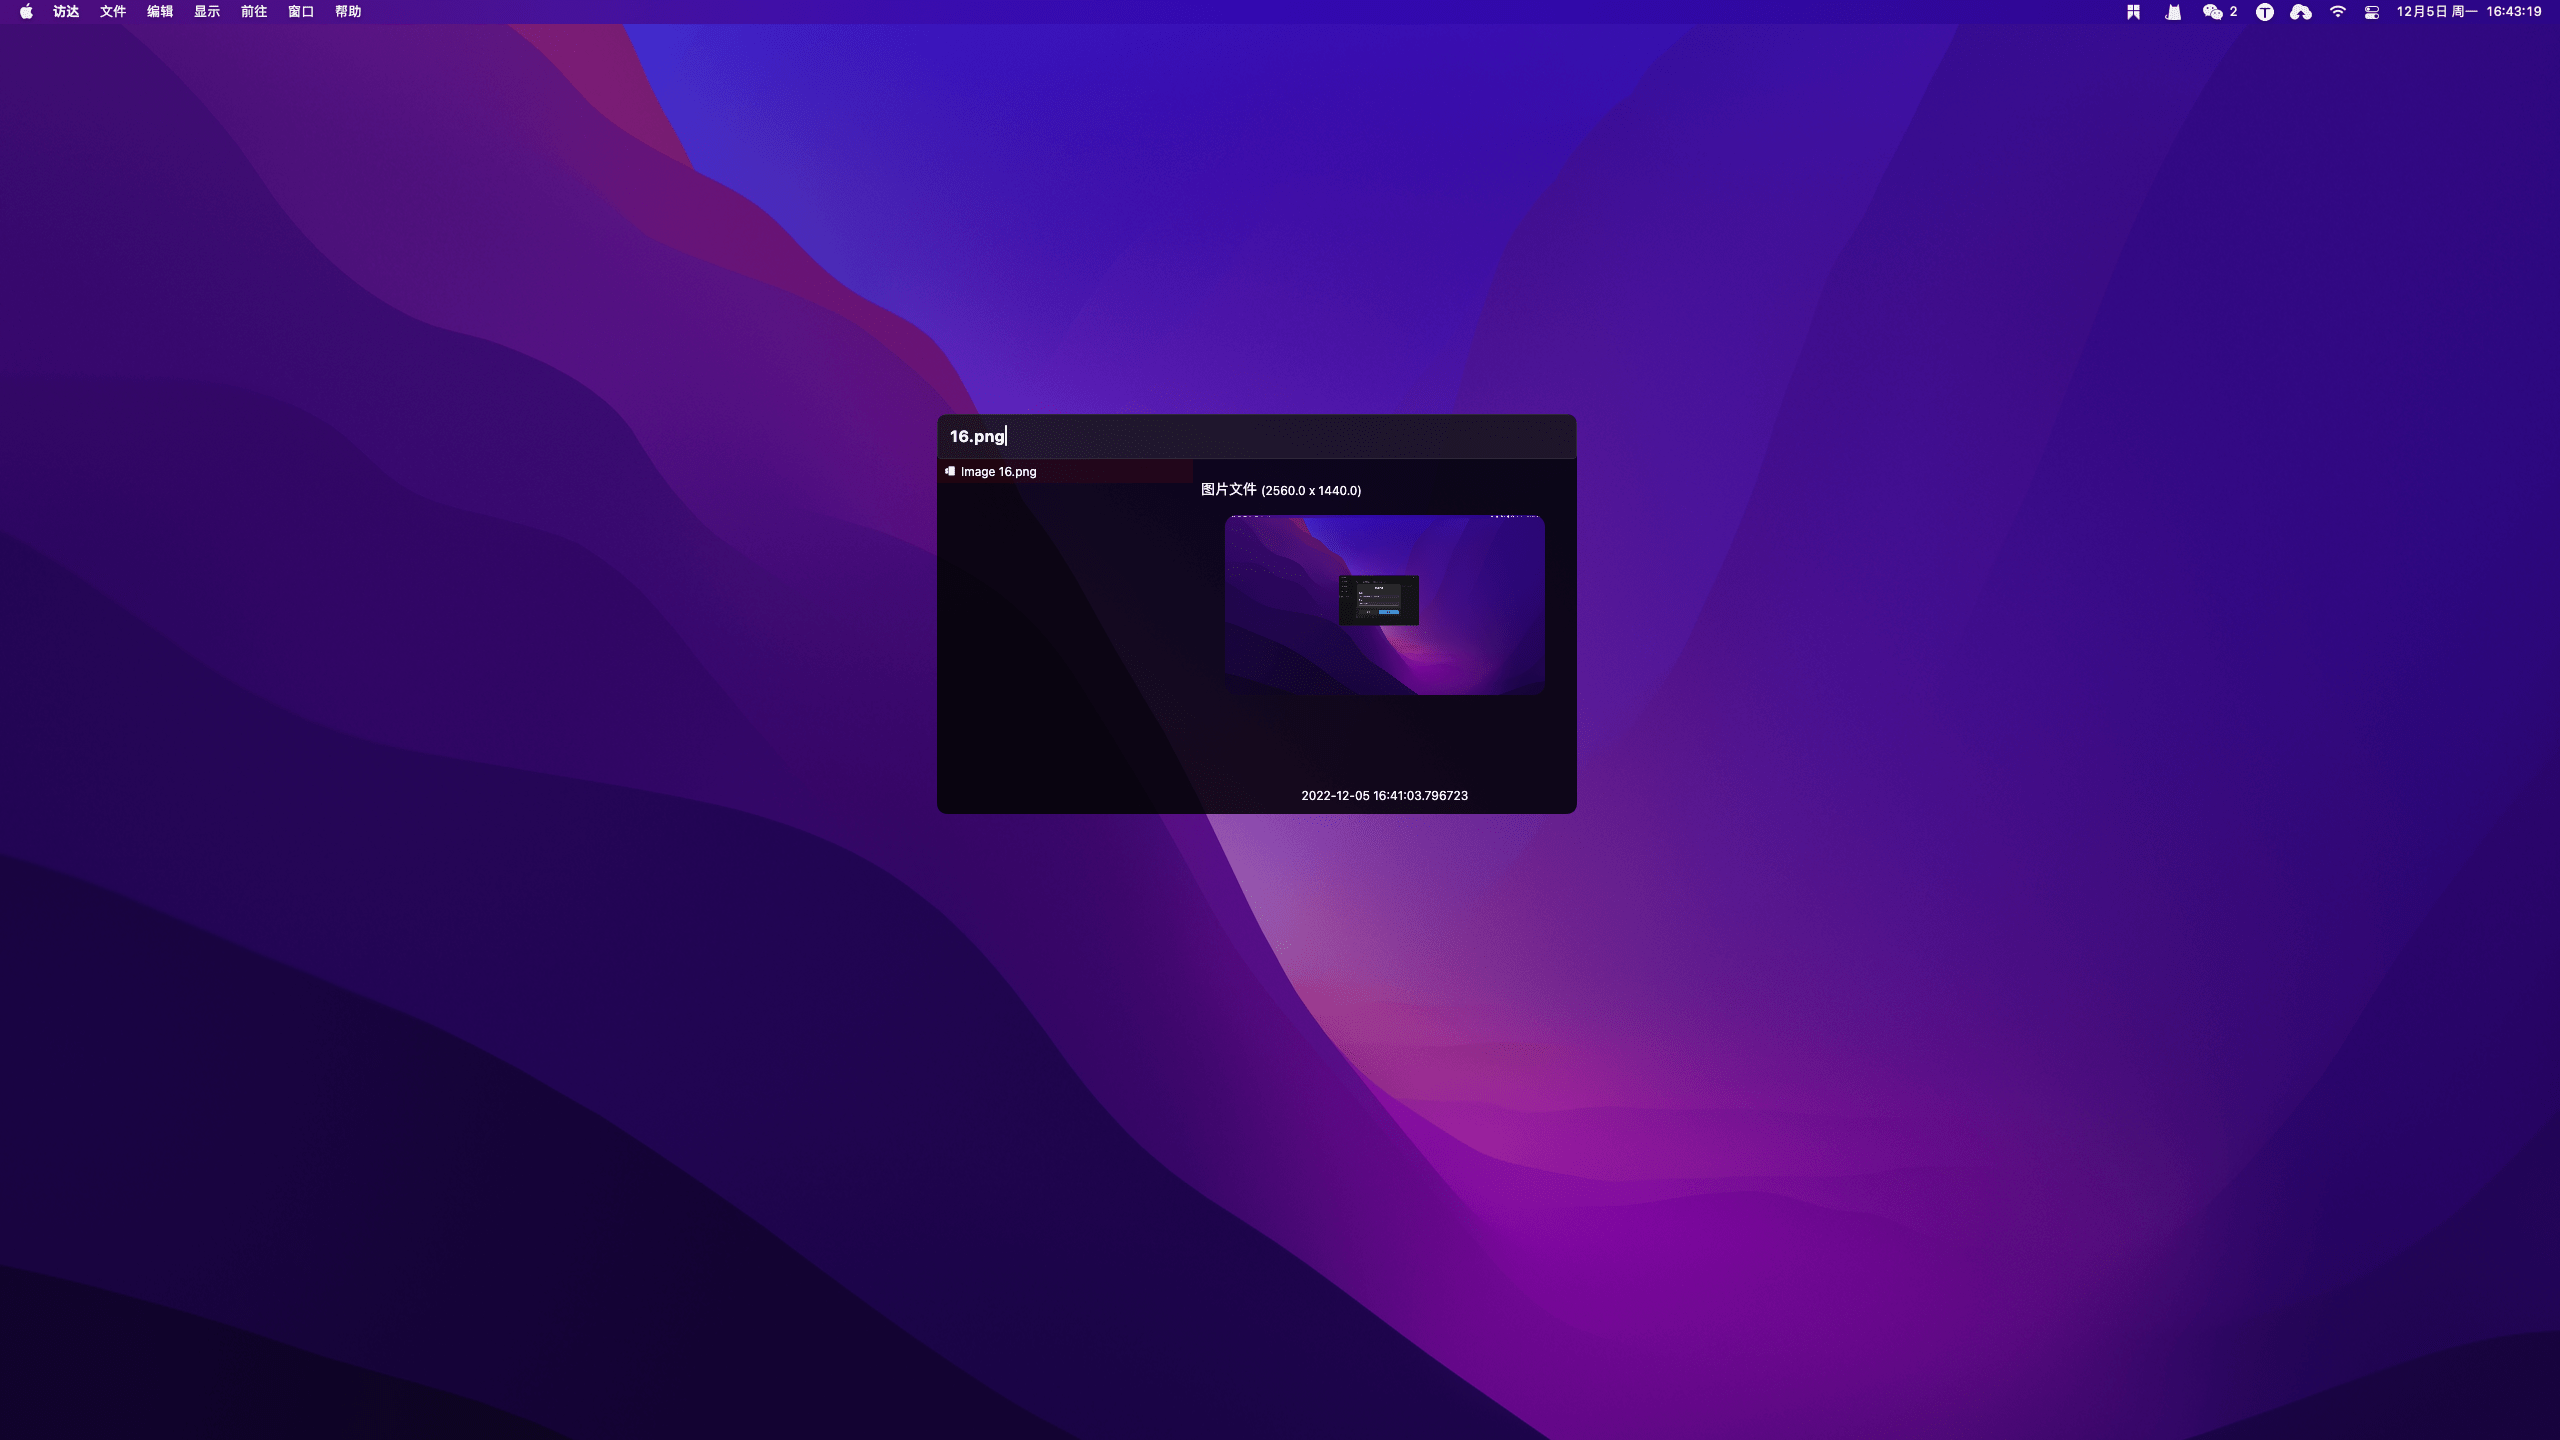 访达 文件 编辑 显示 前往 窗口 帮助 2 12月5日 周一 16:43:19
16.png
Image 16.png
图片文件 (2560.0 x 1440.0)
2022-12-05 16:41:03.796723